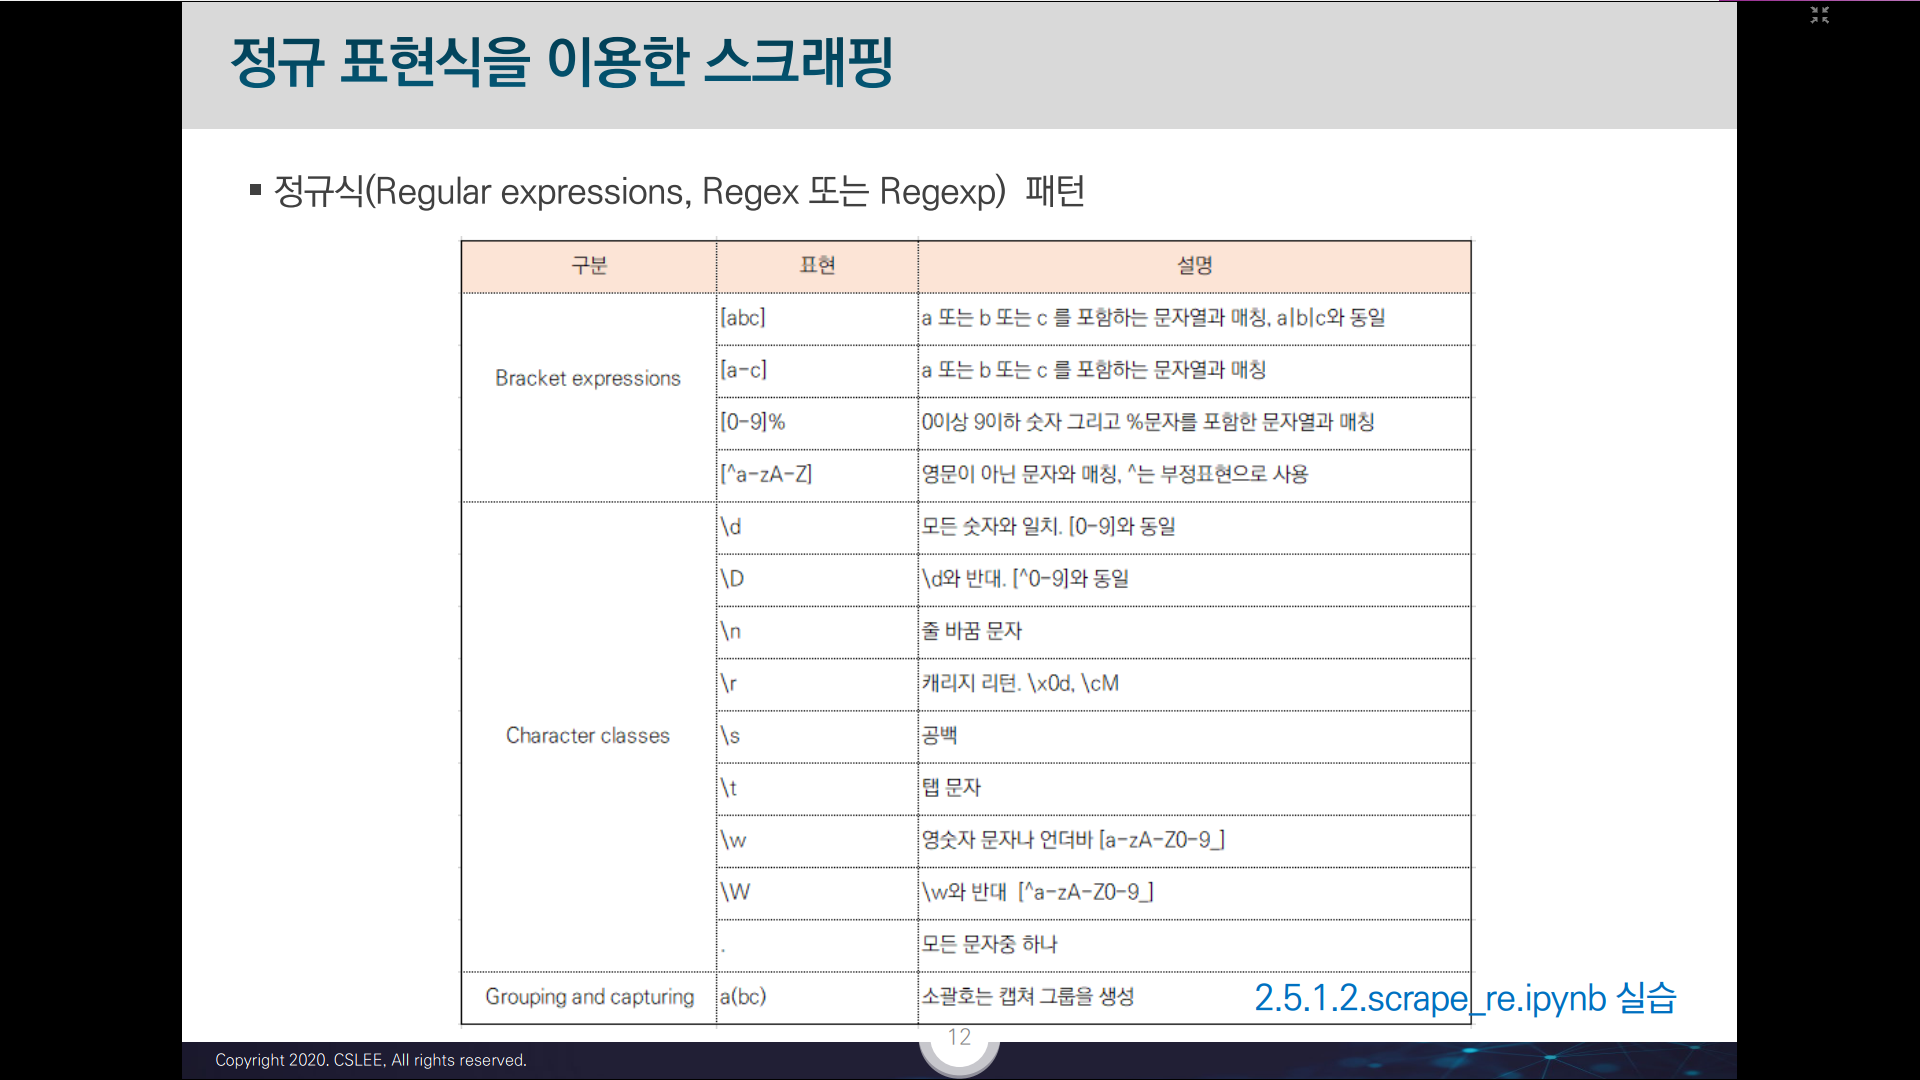 정규 표현식을 이용한 스크래핑
▪ 정규식(Regular expressions, Regex 또는 Regexp) 패턴
구분 표현 설명
Bracket expressions
[abc] a 또는 b 또는 c 를 포함하는 문자열과 매칭, a|b|c와 동일
[a-c] a 또는 b 또는 c 를 포함하는 문자열과 매칭
[0-9]% 0이상 9이하 숫자 그리고 %문자를 포함한 문자열과 매칭
[^a-zA-Z] 영문이 아닌 문자와 매칭, ^는 부정표현으로 사용
Character classes
\d 모든 숫자와 일치. [0-9]와 동일
\D \d와 반대. [^0-9]와 동일
\n 줄 바꿈 문자
\r 캐리지 리턴. \x0d, \cM
\s 공백
\t 탭 문자
\w 영숫자 문자나 언더바 [a-zA-Z0-9_]
\W \w와 반대 [^a-zA-Z0-9_]
. 모든 문자중 하나
Grouping and capturing a(bc) 소괄호는 캡쳐 그룹을 생성
2.5.1.2.scrape_re.ipynb 실습
12
Copyright 2020. CSLEE, All rights reserved.